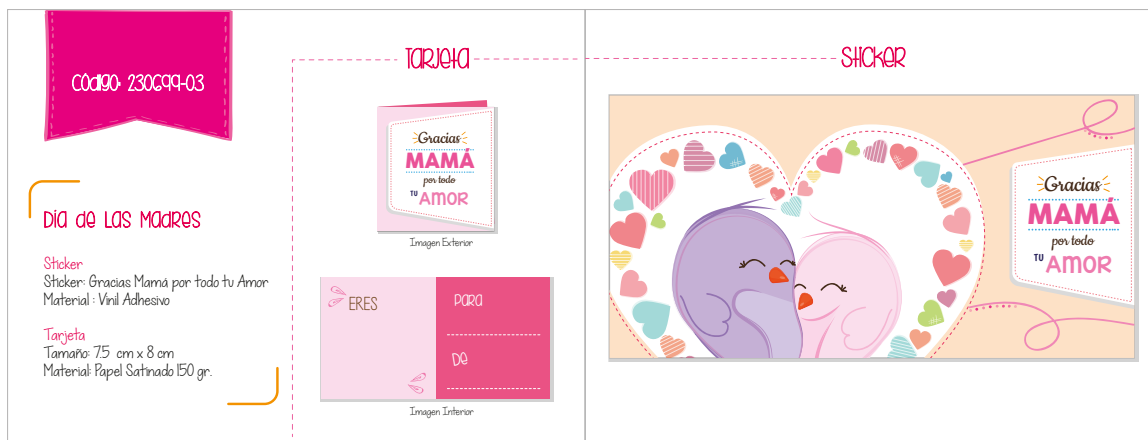 Código: 230699-03
Día de Las Madres
Sticker
Sticker: Gracias Mamá por todo tu Amor
Material : Vinil Adhesivo
Tarjeta
Tamaño: 7.5 cm x 8 cm
Material: Papel Satinado 150 gr.
Tarjeta
Gracias
MAMÁ
por todo
TU AMOR
Imagen Exterior
ERES
Para
De
Imagen Interior
Sticker
Gracias
MAMÁ
por todo
TU AMOR